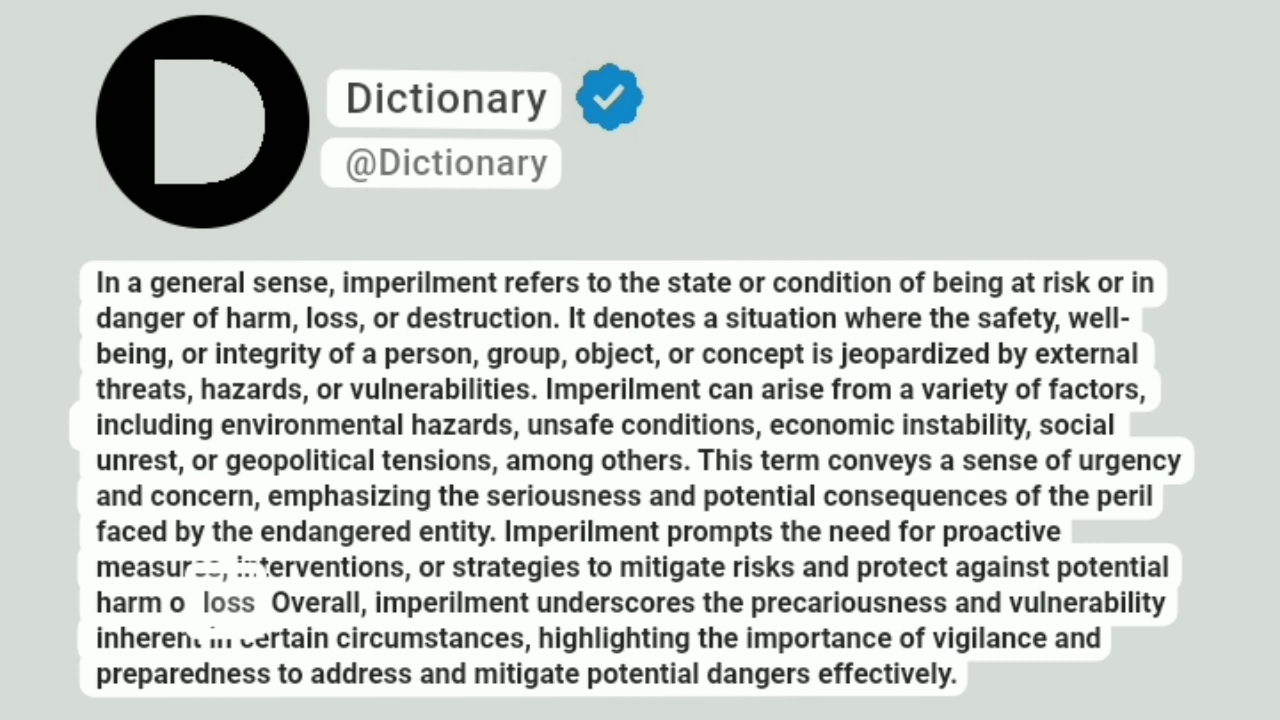 D
Dictionary
@Dictionary
In a general sense, imperilment refers to the state or condition of being at risk or in
danger of harm, loss, or destruction. It denotes a situation where the safety, well-
being, or integrity of a person, group, object, or concept is jeopardized by external
threats, hazards, or vulnerabilities. Imperilment can arise from a variety of factors,
including environmental hazards, unsafe conditions, economic instability, social
unrest, or geopolitical tensions, among others. This term conveys a sense of urgency
and concern, emphasizing the seriousness and potential consequences of the peril
faced by the endangered entity. Imperilment prompts the need for proactive
measures, interventions, or strategies to mitigate risks and protect against potential
harm o loss Overall, imperilment underscores the precariousness and vulnerability
inherent in certain circumstances, highlighting the importance of vigilance and
preparedness to address and mitigate potential dangers effectively.